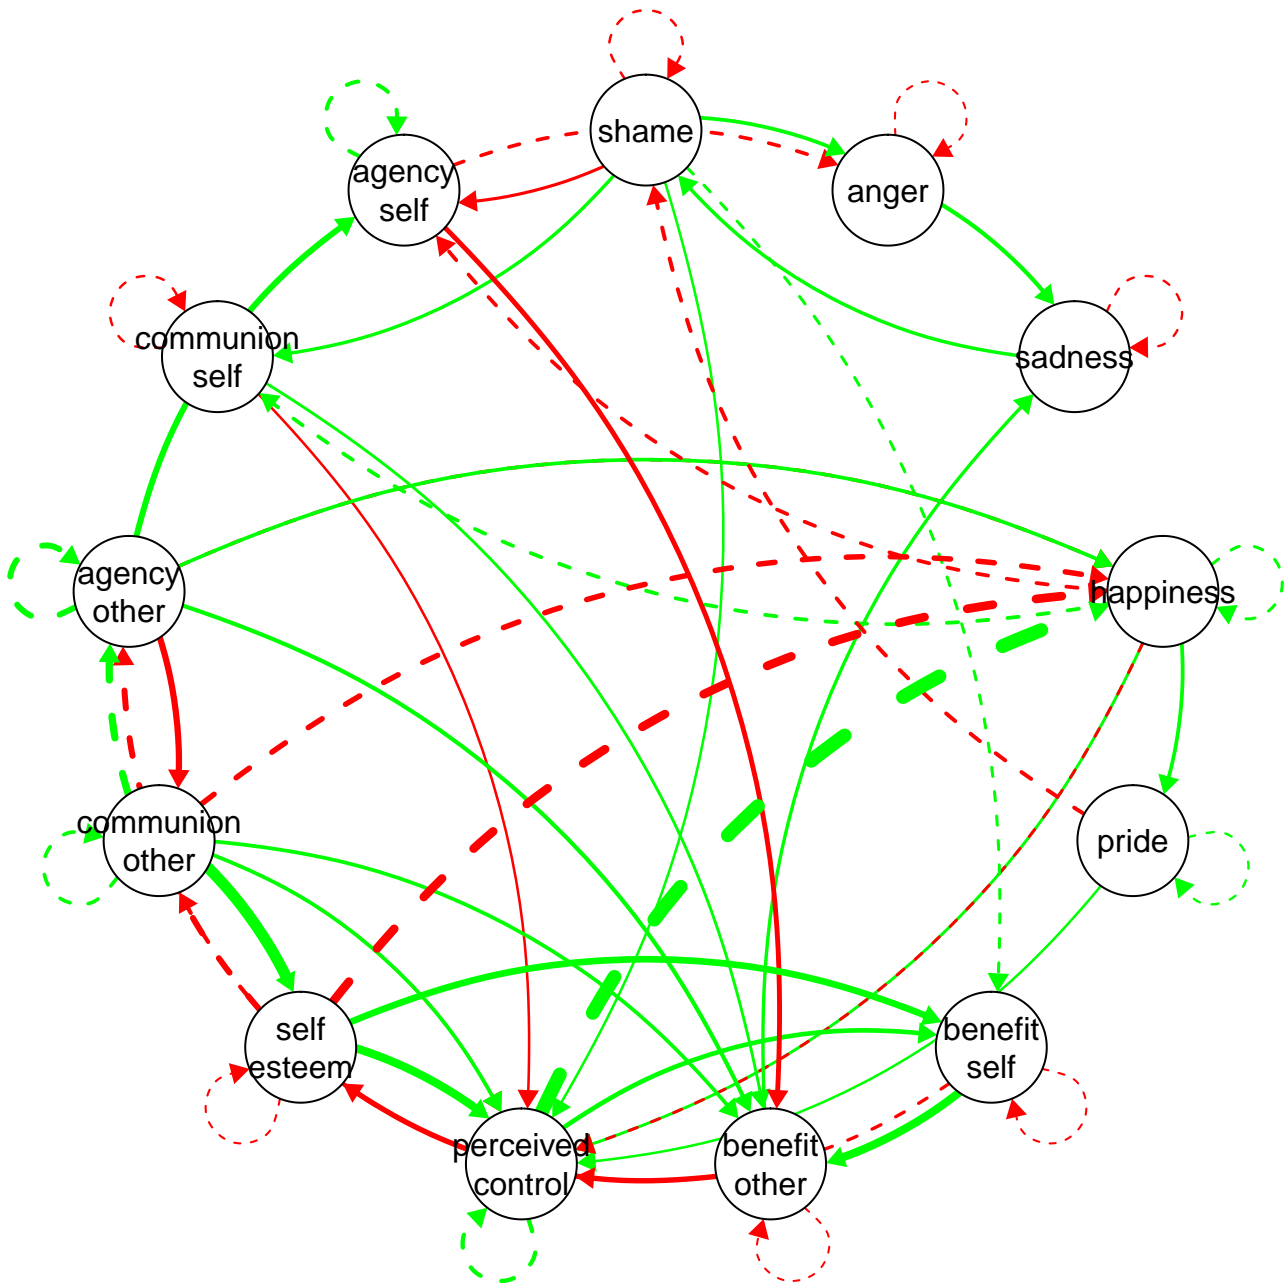 shame
agency
self
anger
communion
self
sadness
agency
other
happiness
communion
other
pride
self
esteem
benefit
self
perceived
control
benefit
other